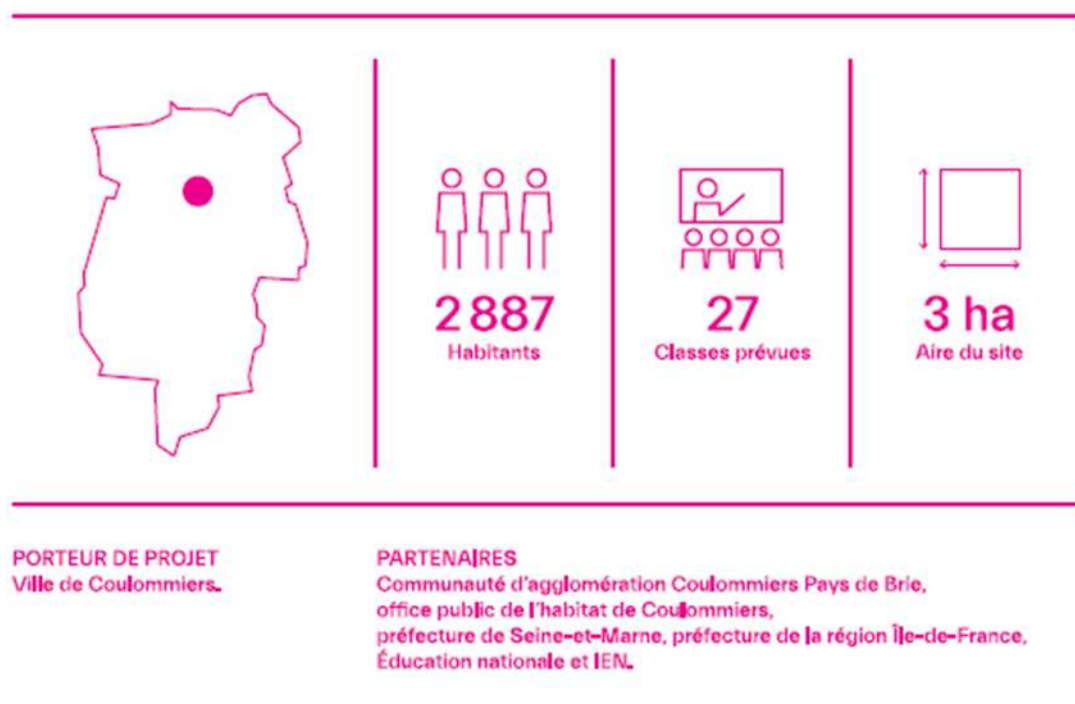 2 887
Habitants
27
Classes prévues
3 ha
Aire du site
PORTEUR DE PROJET
Ville de Coulommiers.
PARTENAIRES
Communauté d'agglomération Coulommiers Pays de Brie,
office public de l'habitat de Coulommiers,
préfecture de Seine-et-Marne, préfecture de la région Île-de-France,
Éducation nationale et IEN.